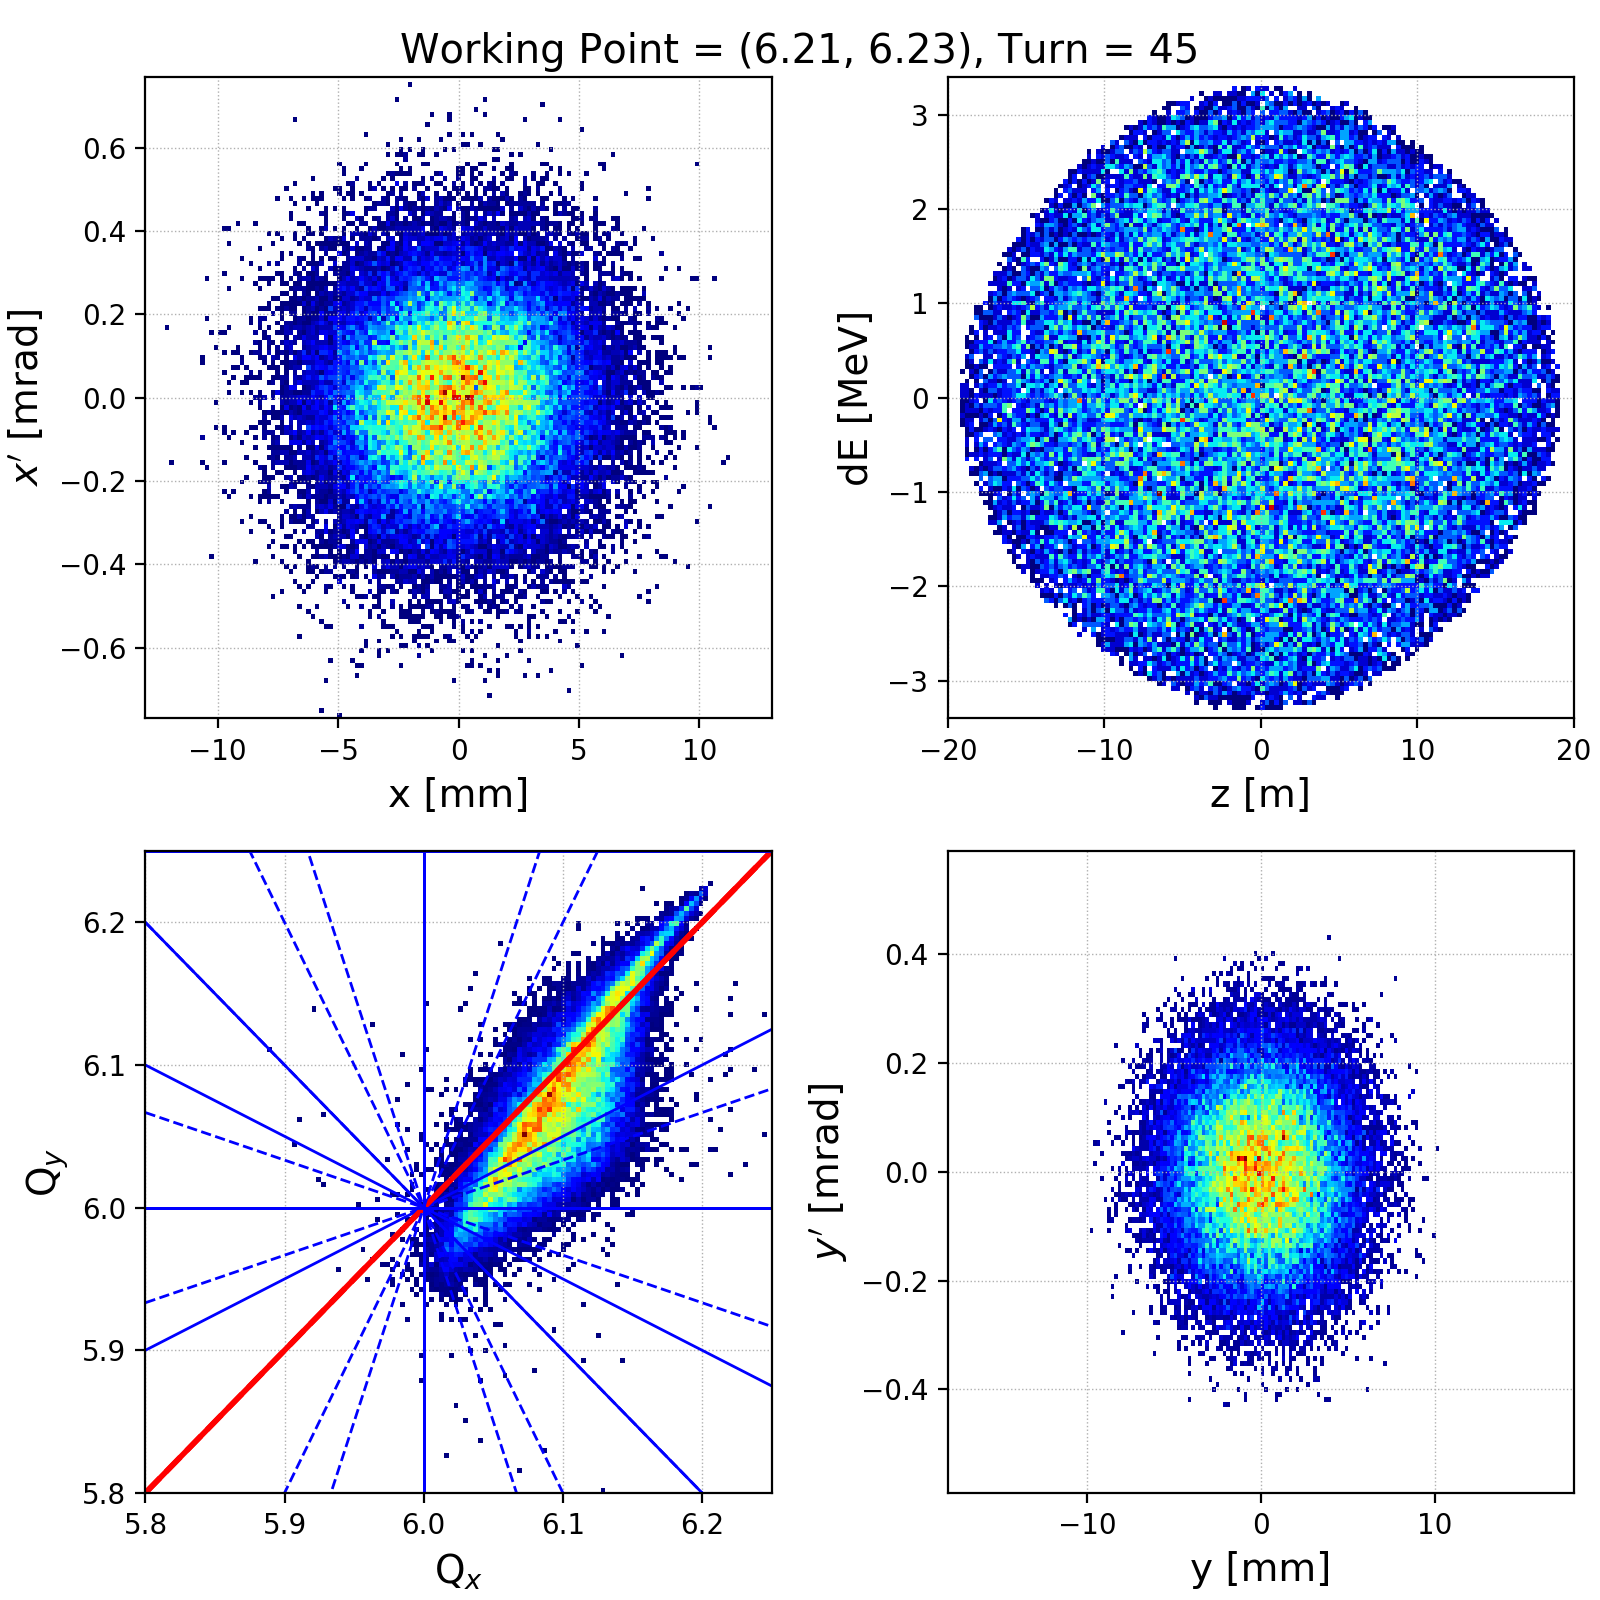 Working Point = (6.21, 6.23), Turn = 45
0.6
0.4
0.2
0.0
−0.2
−0.4
−0.6
x′ [mrad]
−10 −5 0 5 10
x [mm]
3
2
1
0
−1
−2
−3
dE [MeV]
−20 −10 0 10 20
z [m]
6.2
6.1
6.0
5.9
5.8
Qy
5.8 5.9 6.0 6.1 6.2
Qx
0.4
0.2
0.0
−0.2
−0.4
y′ [mrad]
−10 0 10
y [mm]